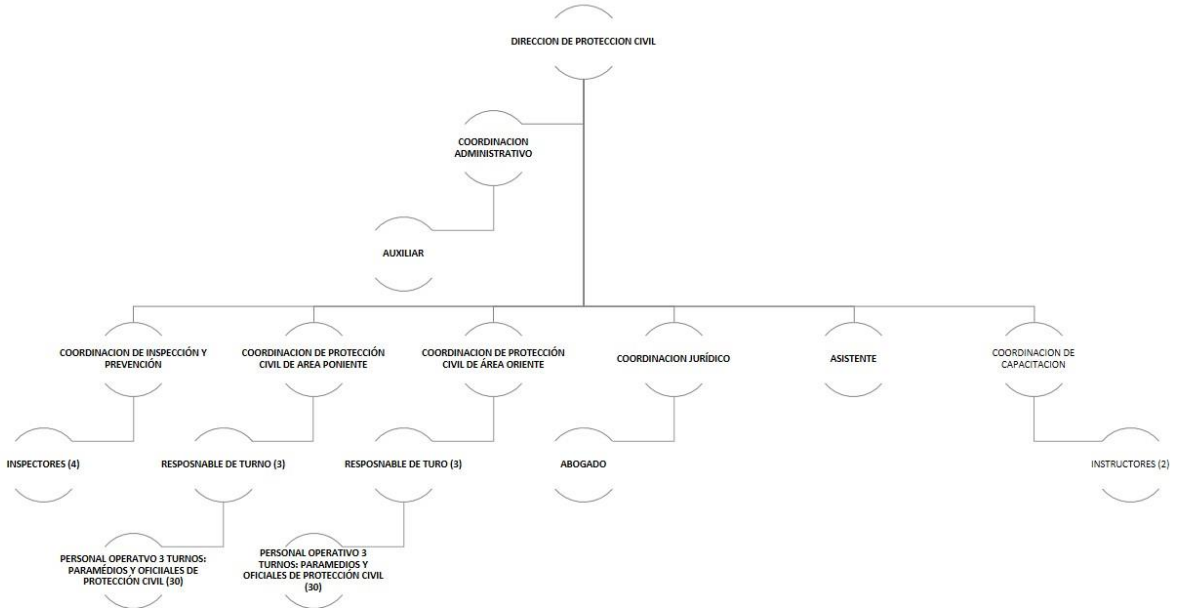 DIRECCION DE PROTECCION CIVIL
COORDINACION
ADMINISTRATIVO
AUXILIAR
COORDINACION DE INSPECCIÓN Y
PREVENCIÓN
COORDINACION DE PROTECCIÓN
CIVIL DE AREA PONIENTE
COORDINACION DE PROTECCIÓN
CIVIL DE ÁREA ORIENTE
COORDINACION JURÍDICO
ASISTENTE
COORDINACION DE
CAPACITACION
INSPECTORES (4)
RESPOSNABLE DE TURNO (3)
RESPOSNABLE DE TURO (3)
ABOGADO
INSTRUCTORES (2)
PERSONAL OPERATVO 3 TURNOS:
PARAMÉDIOS Y OFICIIALES DE
PROTECCIÓN CIVIL (30)
PERSONAL OPERATIVO 3
TURNOS: PARAMEDIOS Y
OFICIALES DE PROTECCIÓN CIVIL
(30)